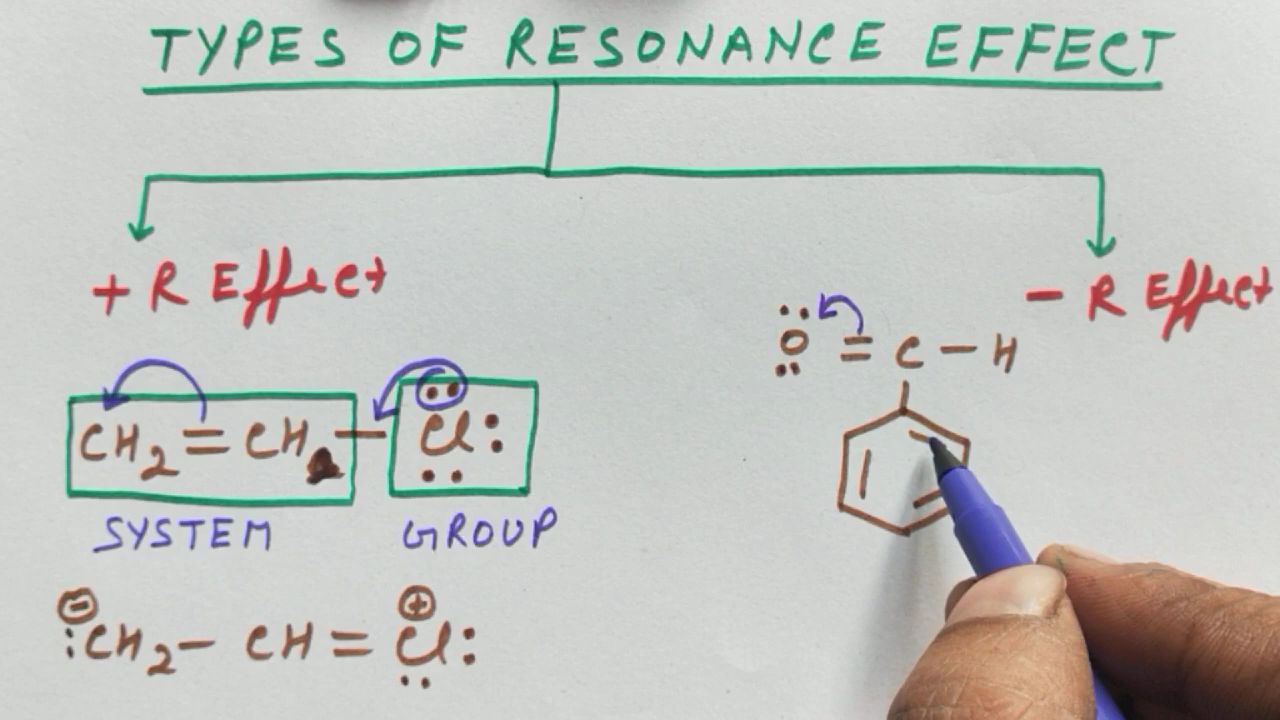 TYPES OF RESONANCE EFFECT
+ R Effect
- R Effect
:O: = C - H
CH2 = CH - Cl:
SYSTEM GROUP
⊖ ⊕
:CH2 - CH = Cl: